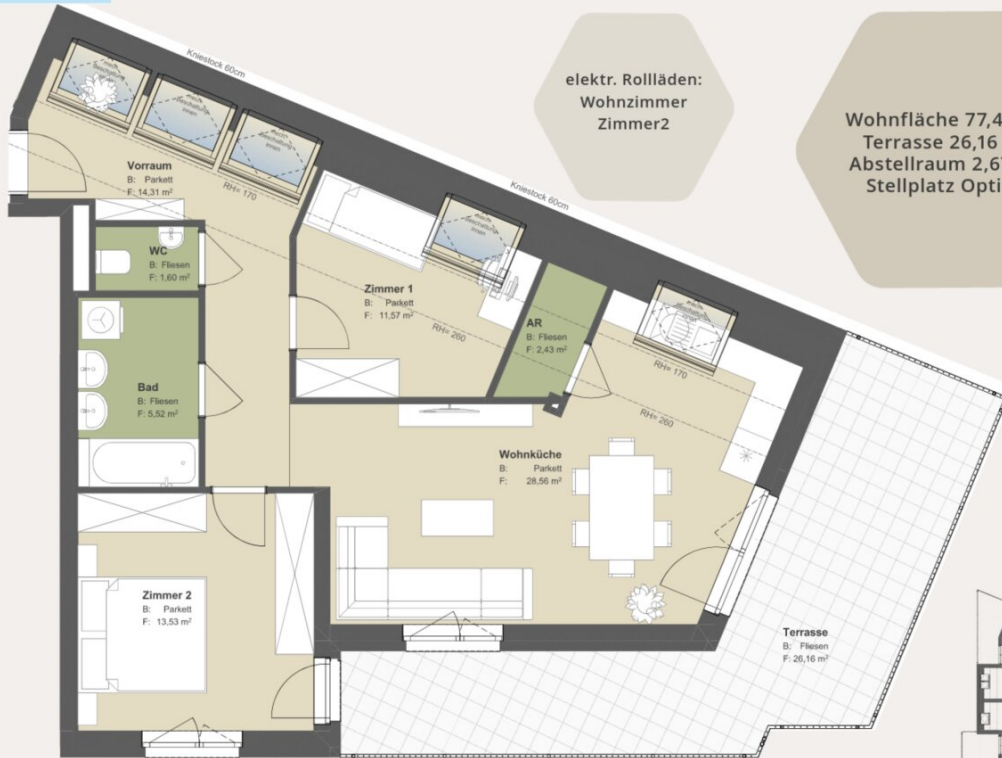 Kniestock 60cm
elektr. Rollläden:
Wohnzimmer
Zimmer2
Wohnfläche 77,4
Terrasse 26,16
Abstellraum 2,6
Stellplatz Opti
Vorraum
B: Parkett
F: 14,31 m²
RH= 170
Kniestock 60cm
WC
B: Fliesen
F: 1,60 m²
Zimmer 1
B: Parkett
F: 11,57 m²
RH= 260
AR
B: Fliesen
F: 2,43 m²
RH= 170
RH= 260
Bad
B: Fliesen
F: 5,52 m²
Wohnküche
B: Parkett
F: 28,56 m²
Zimmer 2
B: Parkett
F: 13,53 m²
Terrasse
B: Fliesen
F: 26,16 m²